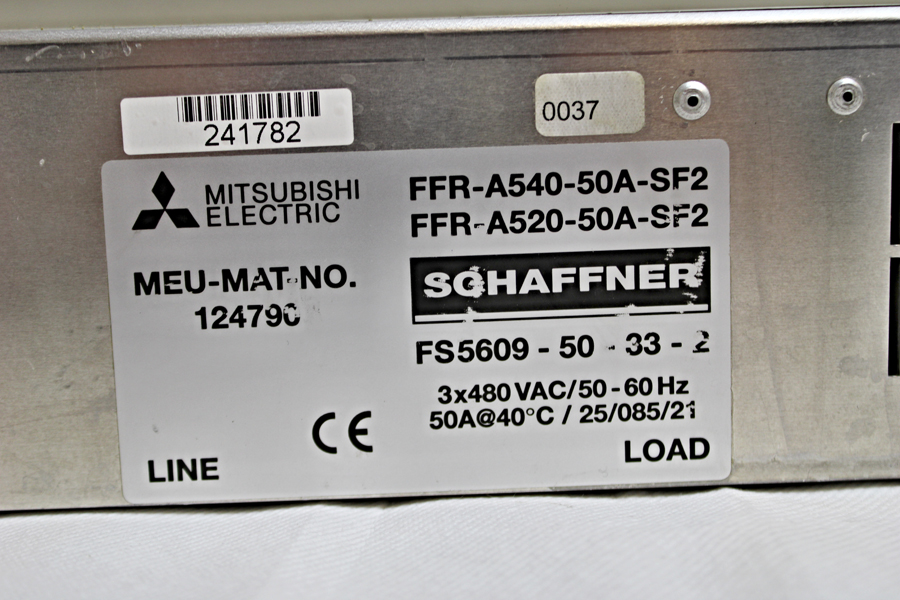 241782
0037
MITSUBISHI
ELECTRIC
FFR-A540-50A-SF2
FFR-A520-50A-SF2
MEU-MAT-NO.
124790
SCHAFFNER
FS5609 - 50 - 33 - 2
3x480 VAC/50-60 Hz
50A@40°C / 25/085/21
CE
LINE
LOAD